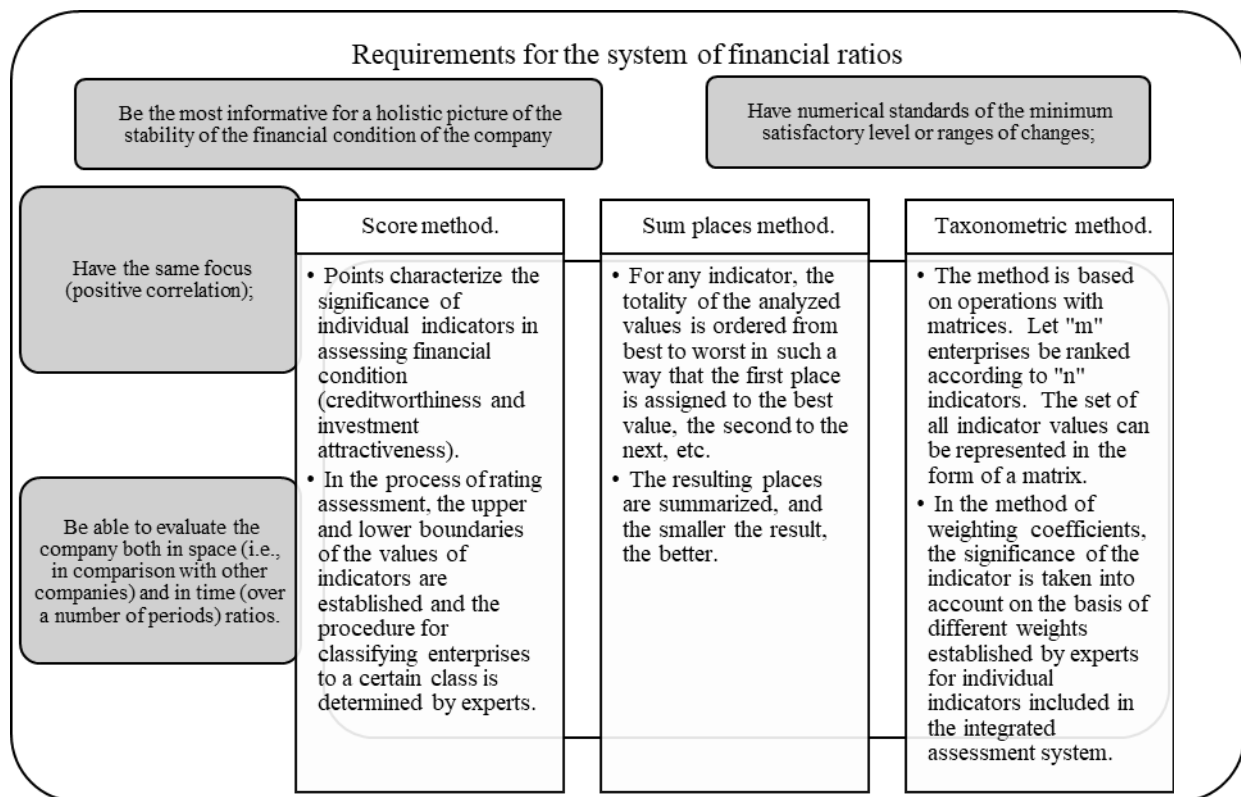 Requirements for the system of financial ratios
Be the most informative for a holistic picture of the
stability of the financial condition of the company
Have numerical standards of the minimum
satisfactory level or ranges of changes;
Have the same focus
(positive correlation);
Be able to evaluate the
company both in space (i.e.,
in comparison with other
companies) and in time (over
a number of periods) ratios.
Score method.
• Points characterize the
significance of
individual indicators in
assessing financial
condition
(creditworthiness and
investment
attractiveness).
• In the process of rating
assessment, the upper
and lower boundaries
of the values of
indicators are
established and the
procedure for
classifying enterprises
to a certain class is
determined by experts.
Sum places method.
• For any indicator, the
totality of the analyzed
values is ordered from
best to worst in such a
way that the first place
is assigned to the best
value, the second to the
next, etc.
• The resulting places
are summarized, and
the smaller the result,
the better.
Taxonometric method.
• The method is based
on operations with
matrices. Let "m"
enterprises be ranked
according to "n"
indicators. The set of
all indicator values can
be represented in the
form of a matrix.
• In the method of
weighting coefficients,
the significance of the
indicator is taken into
account on the basis of
different weights
established by experts
for individual
indicators included in
the integrated
assessment system.